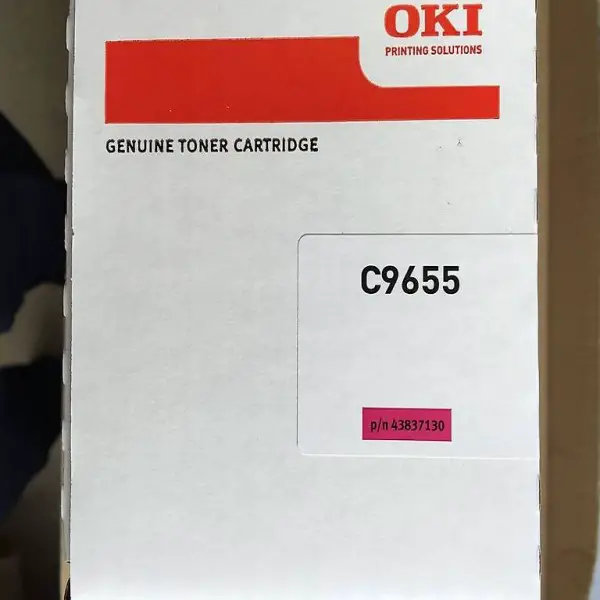 OKI
PRINTING SOLUTIONS
GENUINE TONER CARTRIDGE
C9655
p/n 43837130